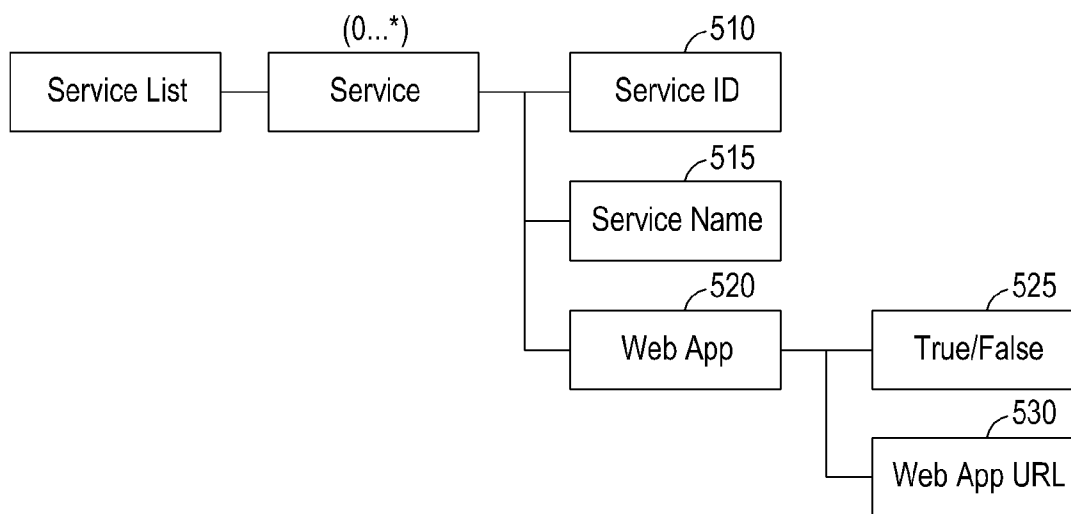 (0...*)
510
Service List
Service
Service ID
515
Service Name
520
525
Web App
True/False
530
Web App URL